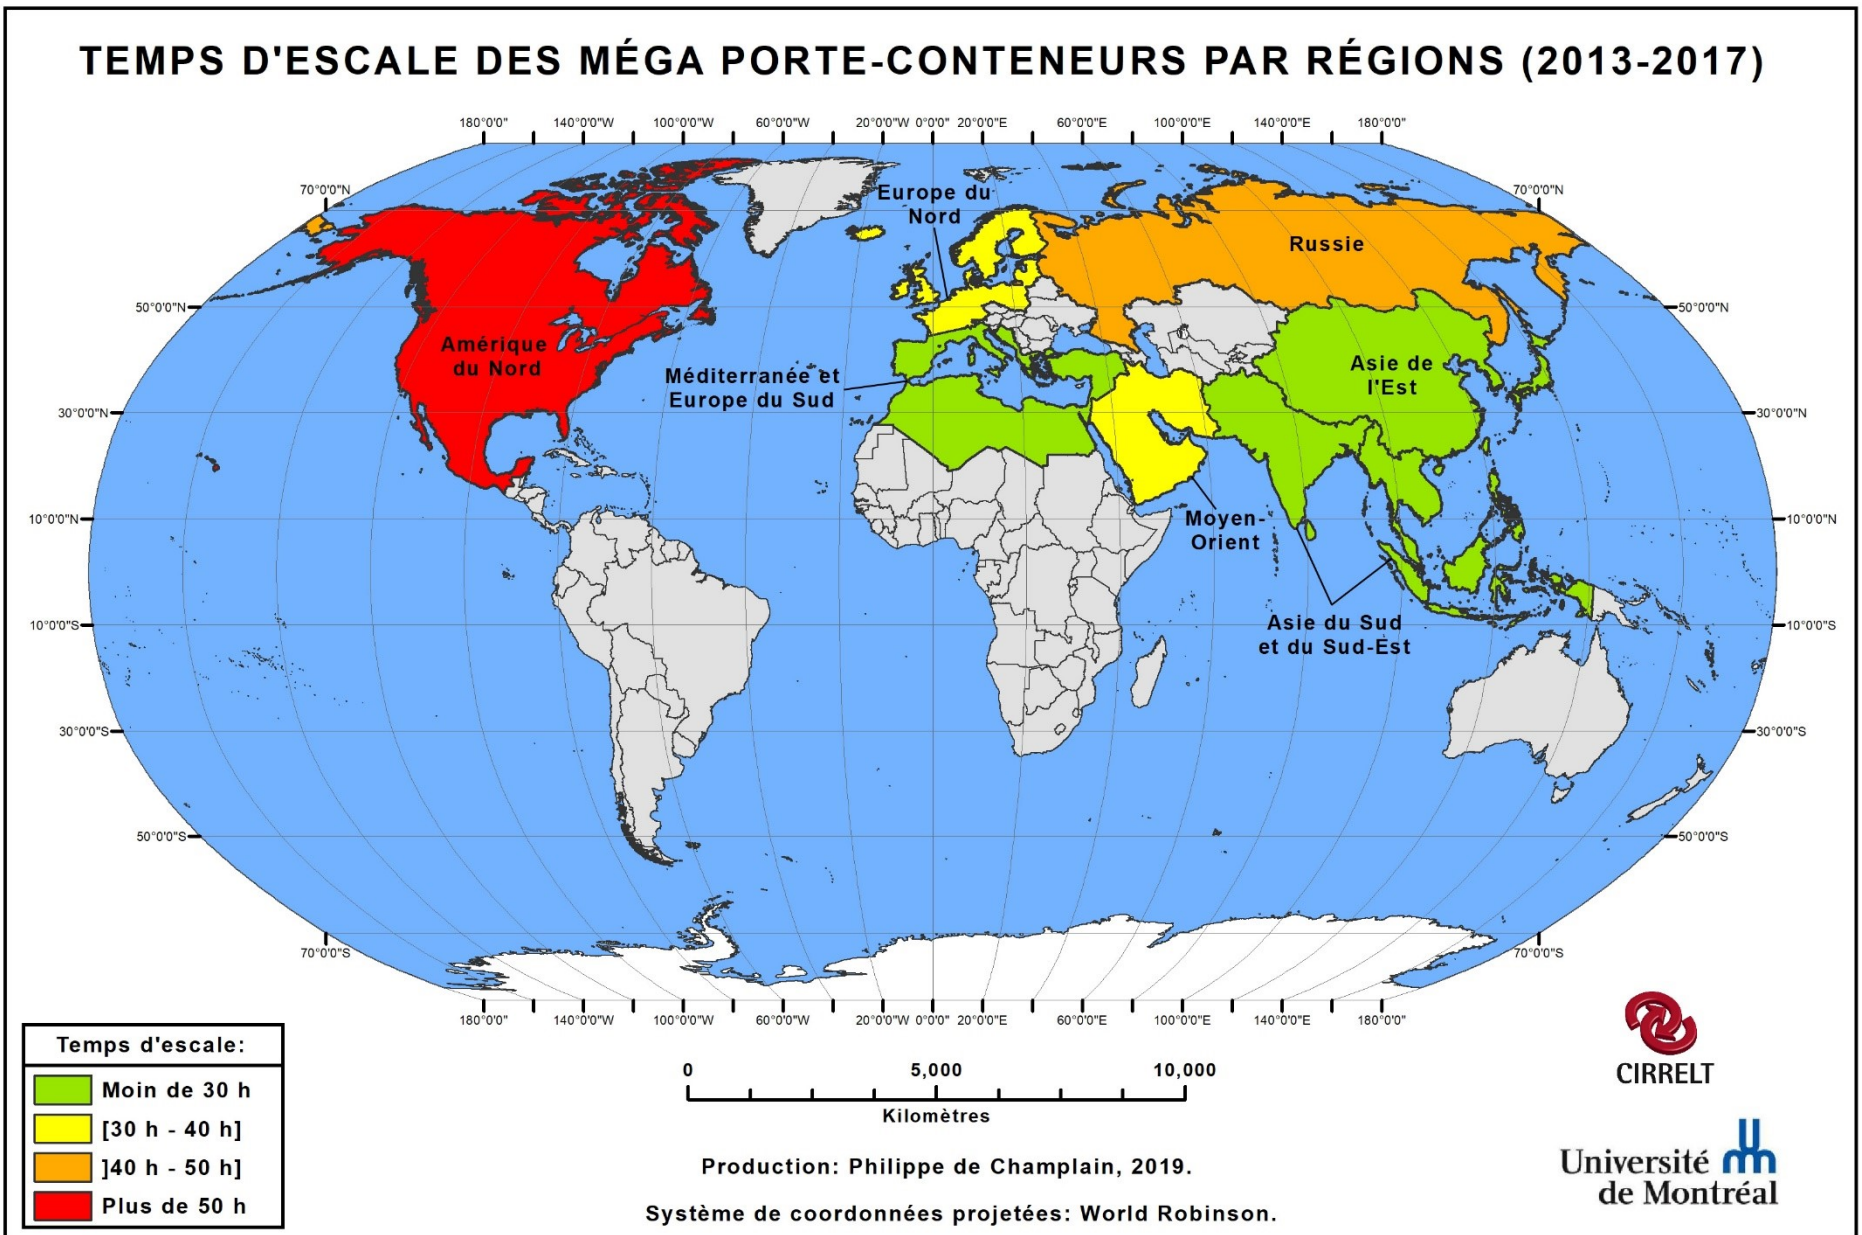 TEMPS D'ESCALE DES MÉGA PORTE-CONTENEURS PAR RÉGIONS (2013-2017)
180°0'0" 140°0'0"W 100°0'0"W 60°0'0"W 20°0'0"W 0°0'0" 20°0'0"E 60°0'0"E 100°0'0"E 140°0'0"E 180°0'0"
70°0'0"N 70°0'0"N
Europe du
Nord
Russie
50°0'0"N 50°0'0"N
Amérique
du Nord
Méditerranée et
Europe du Sud
Asie de
l'Est
30°0'0"N 30°0'0"N
10°0'0"N 10°0'0"N
Moyen-
Orient
10°0'0"S 10°0'0"S
Asie du Sud
et du Sud-Est
30°0'0"S 30°0'0"S
50°0'0"S 50°0'0"S
70°0'0"S 70°0'0"S
180°0'0" 140°0'0"W 100°0'0"W 60°0'0"W 20°0'0"W 0°0'0" 20°0'0"E 60°0'0"E 100°0'0"E 140°0'0"E 180°0'0"
Temps d'escale:
Moin de 30 h
[30 h - 40 h]
]40 h - 50 h]
Plus de 50 h
0 5,000 10,000
Kilomètres
Production: Philippe de Champlain, 2019.
Système de coordonnées projetées: World Robinson.
CIRRELT
Université
de Montréal